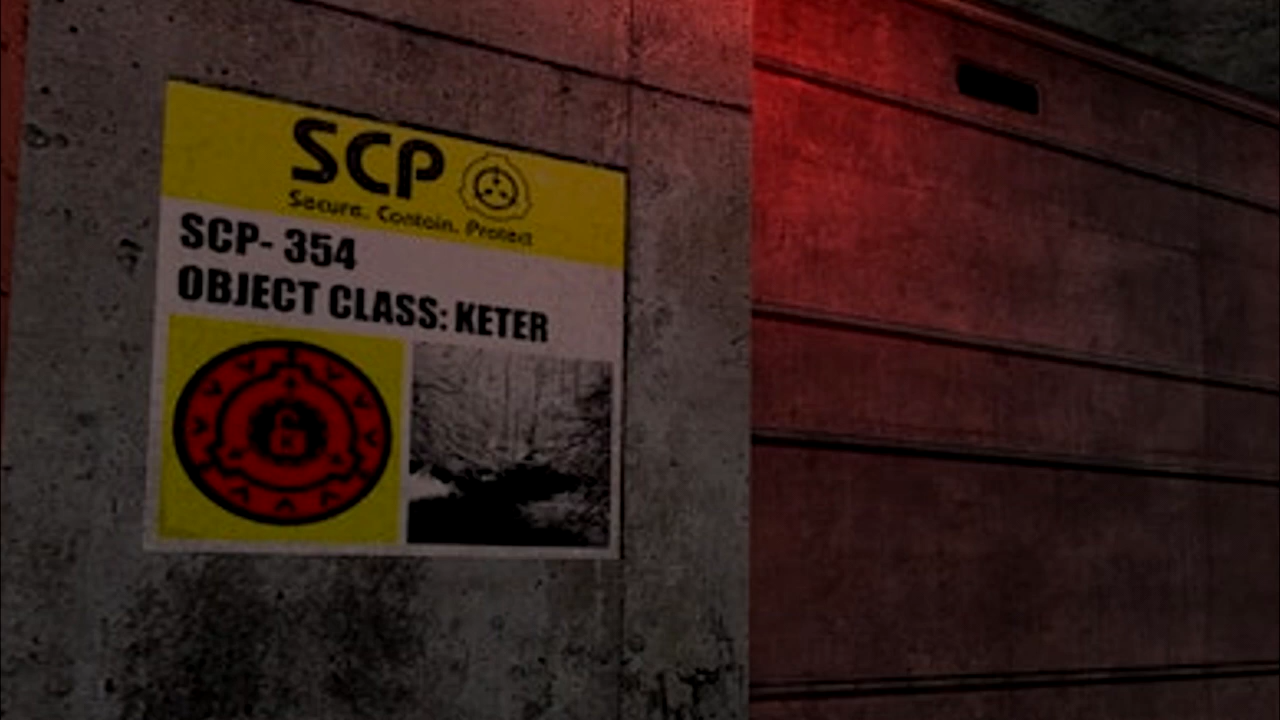 SCP
Secure. Contain. Protect
SCP- 354
OBJECT CLASS: KETER